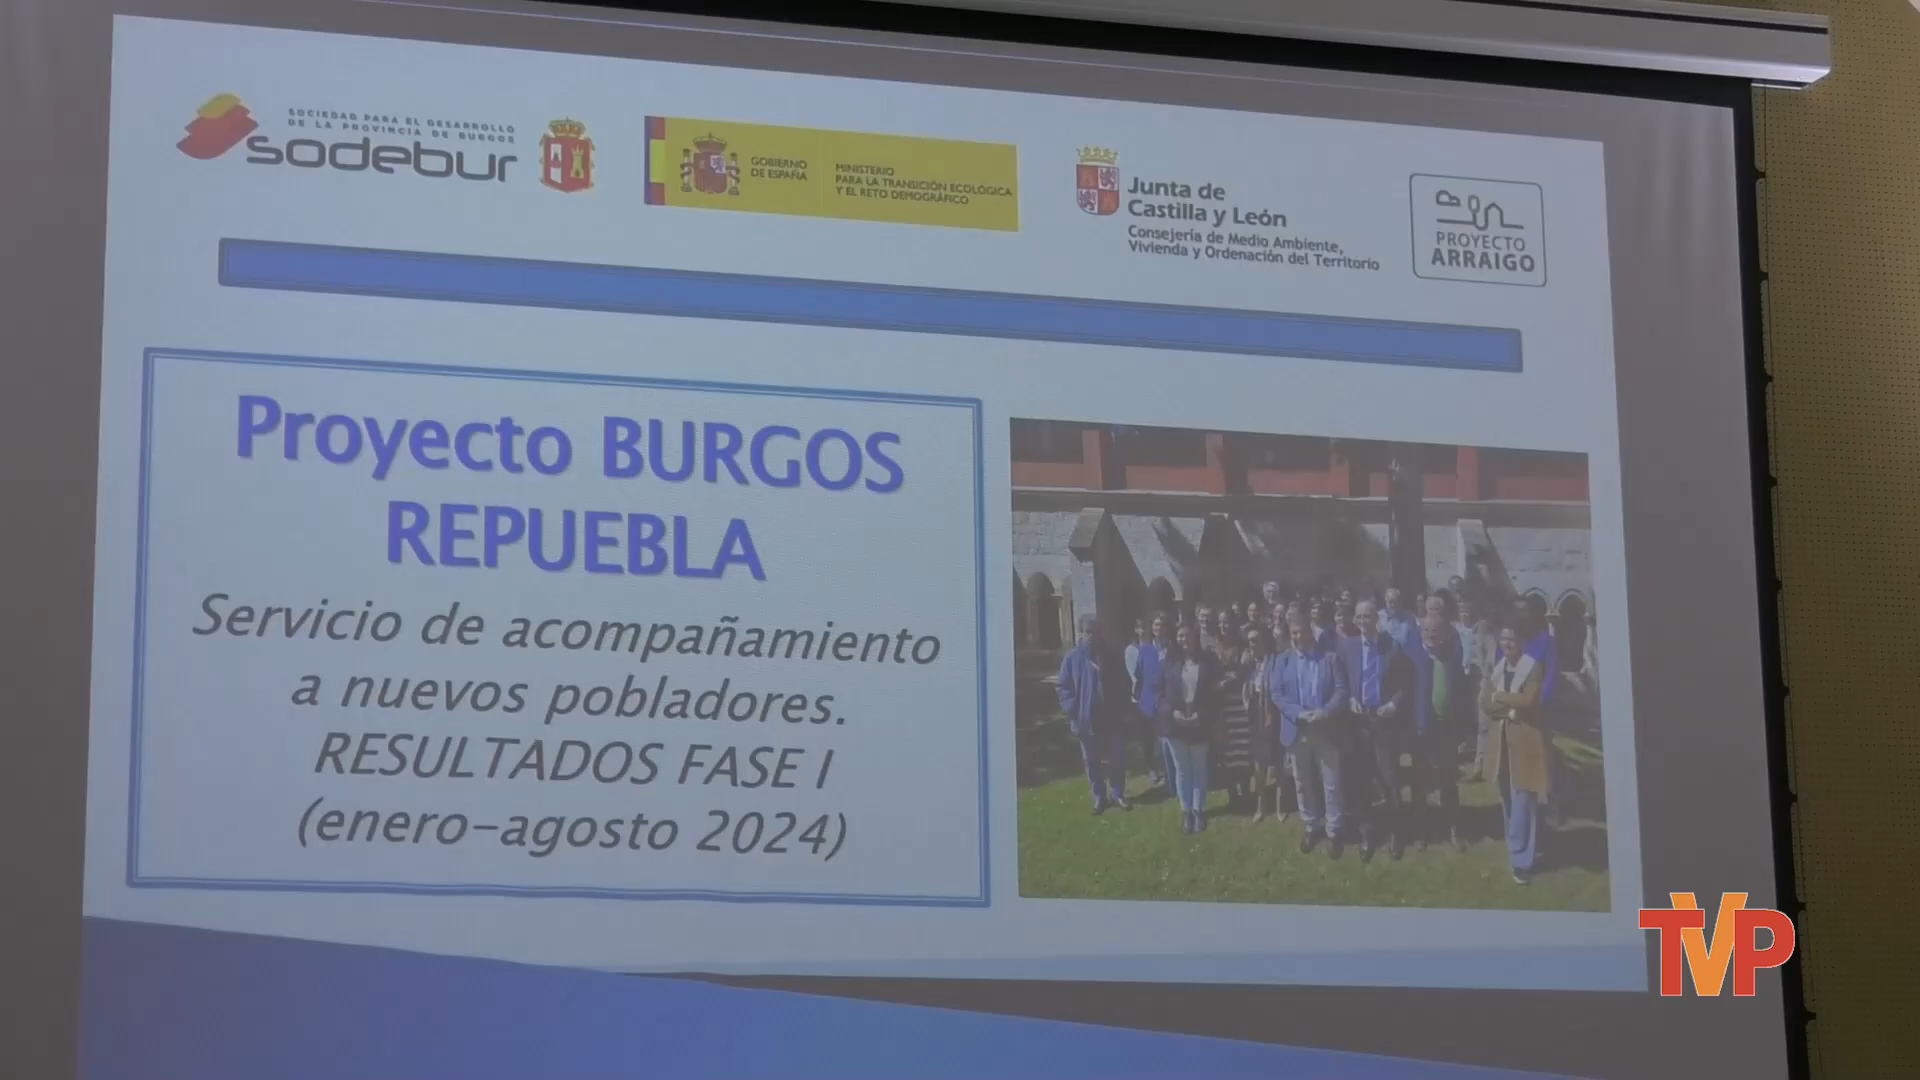 SOCIEDAD PARA EL DESARROLLO
DE LA PROVINCIA DE BURGOS
sodebur
GOBIERNO
DE ESPAÑA
MINISTERIO
PARA LA TRANSICIÓN ECOLÓGICA
Y EL RETO DEMOGRÁFICO
Junta de
Castilla y León
Consejería de Medio Ambiente,
Vivienda y Ordenación del Territorio
PROYECTO
ARRAIGO
Proyecto BURGOS
REPUEBLA
Servicio de acompañamiento
a nuevos pobladores.
RESULTADOS FASE I
(enero-agosto 2024)
TVP